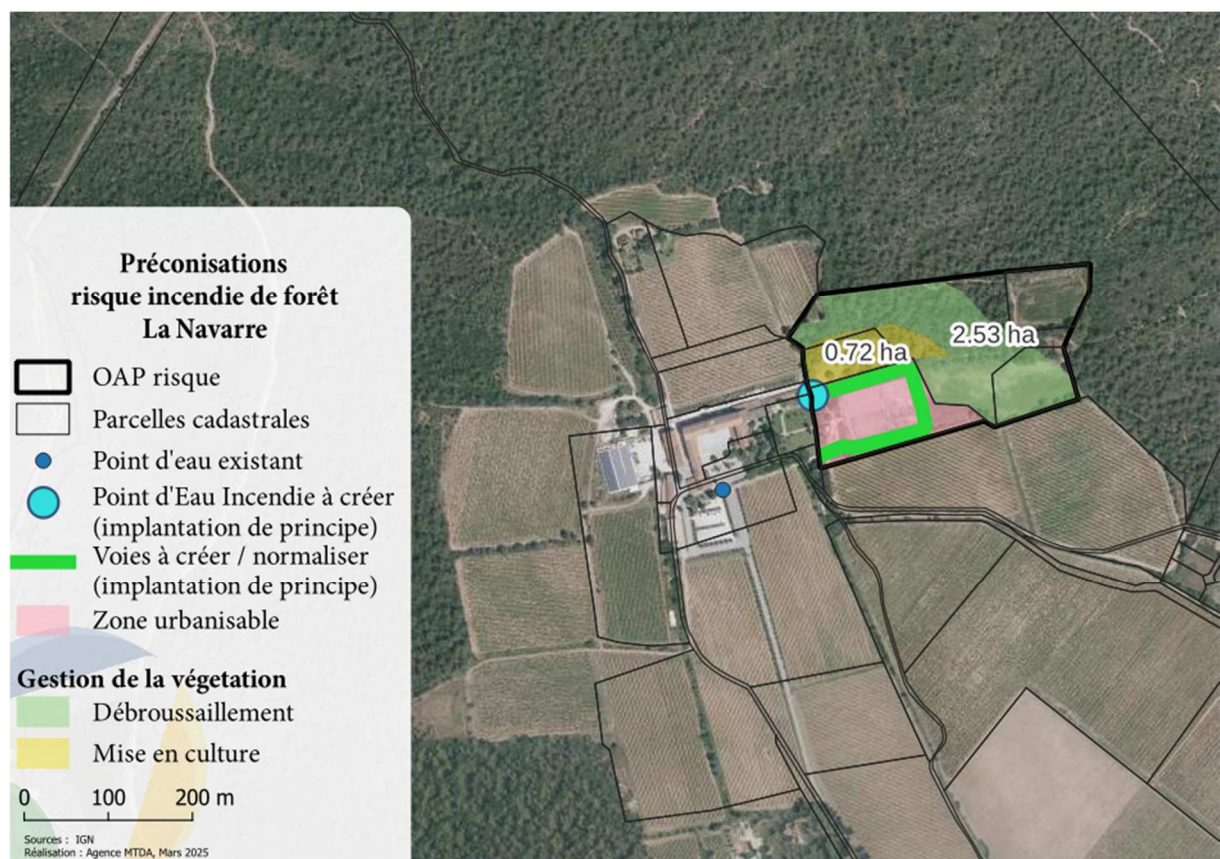 Préconisations
risque incendie de forêt
La Navarre
OAP risque
Parcelles cadastrales
Point d'eau existant
Point d'Eau Incendie à créer
(implantation de principe)
Voies à créer / normaliser
(implantation de principe)
Zone urbanisable
Gestion de la végetation
Débroussaillement
Mise en culture
0 100 200 m
Sources : IGN
Réalisation : Agence MTDA, Mars 2025
2.53 ha
0.72 ha